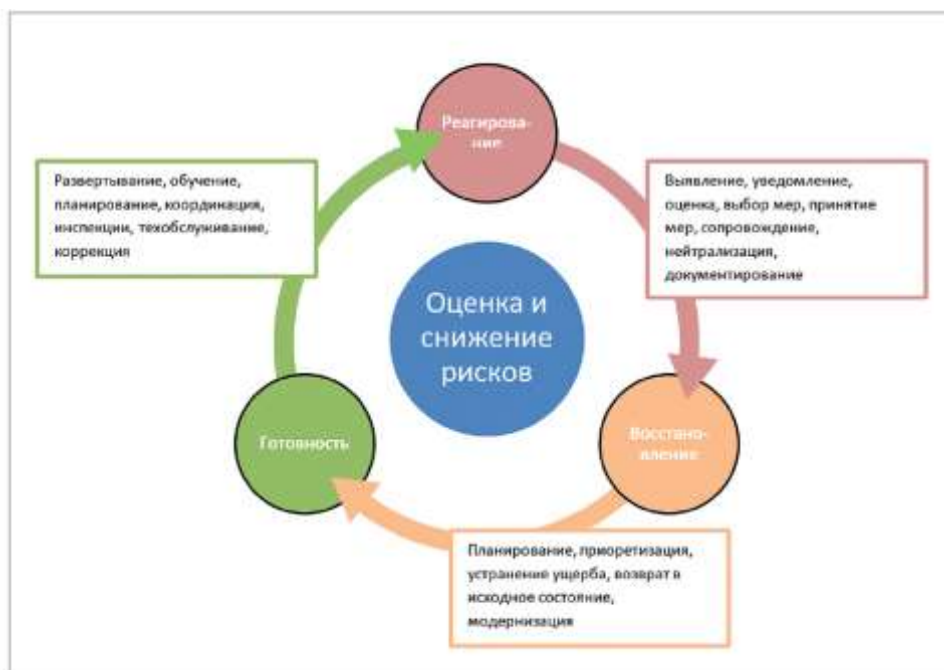 Реагирова-
ние
Развертывание, обучение,
планирование, координация,
инспекции, техобслуживание,
коррекция
Выявление, уведомление,
оценка, выбор мер, принятие
мер, сопровождение,
нейтрализация,
документирование
Оценка и
снижение
рисков
Готовность
Восстано-
вление
Планирование, приоретизация,
устранение ущерба, возврат в
исходное состояние,
модернизация